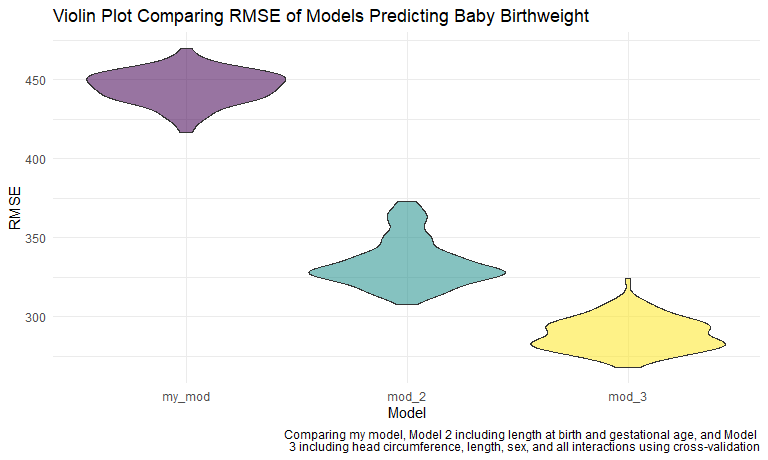 Violin Plot Comparing RMSE of Models Predicting Baby Birthweight
450
400
350
300
RMSE
my_mod mod_2 mod_3
Model
Comparing my model, Model 2 including length at birth and gestational age, and Model
3 including head circumference, length, sex, and all interactions using cross-validation